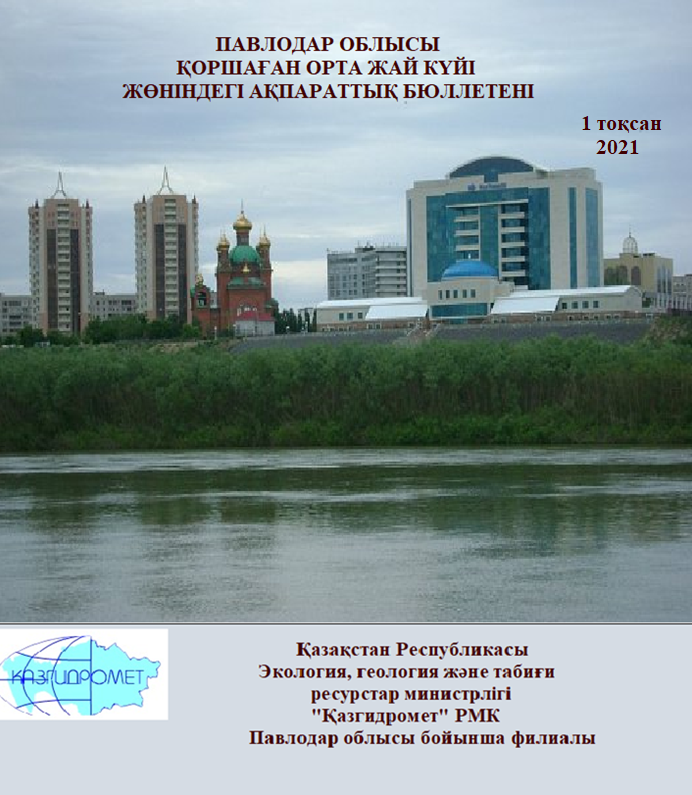 ПАВЛОДАР ОБЛЫСЫ
ҚОРШАҒАН ОРТА ЖАЙ КҮЙІ
ЖӨНІНДЕГІ АҚПАРАТТЫҚ БЮЛЛЕТЕНІ
1 тоқсан
2021
ҚАЗГИДРОМЕТ
Қазақстан Республикасы
Экология, геология және табиғи
ресурстар министрлігі
"Қазгидромет" РМК
Павлодар облысы бойынша филиалы